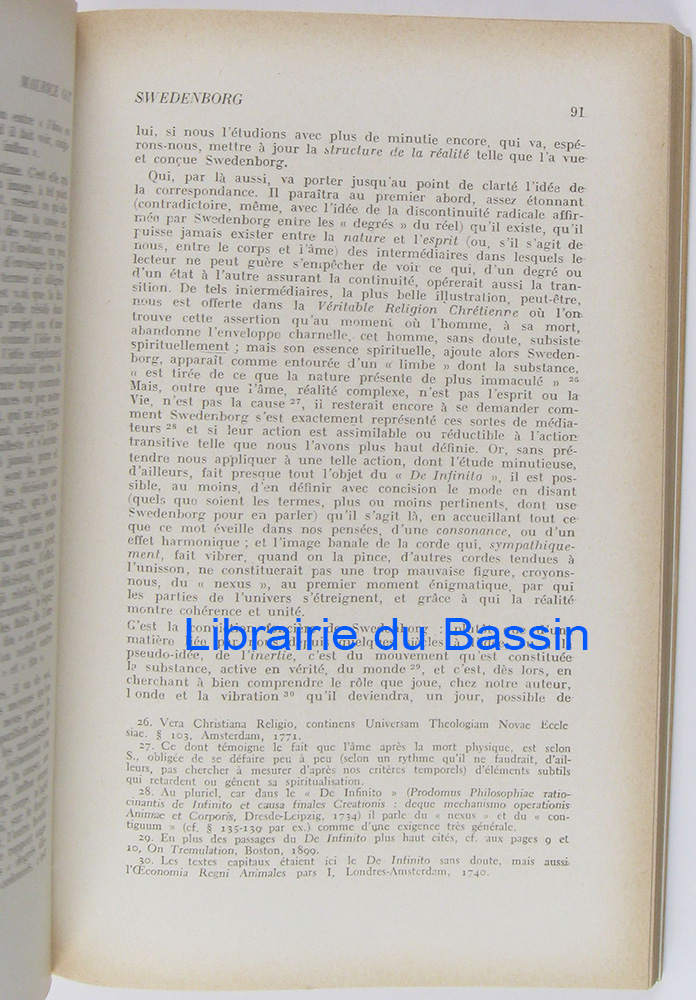 MAURICE
SWEDENBORG
91
lui, si nous l'étudions avec plus de minutie encore, qui va, espé-
rons-nous, mettre à jour la structure de la réalité telle que l'a vue
et conçue Swedenborg.
Qui, par là aussi, va porter jusqu'au point de clarté l'idée de
la correspondance. Il paraîtra au premier abord, assez étonnant
(contradictoire, même, avec l'idée de la discontinuité radicale affir-
mée par Swedenborg entre les « degrés » du réel) qu'il existe, qu'il
puisse jamais exister entre la nature et l'esprit (ou, s'il s'agit de
nous, entre le corps et l'âme) des intermédiaires dans lesquels le
lecteur ne peut guère s'empêcher de voir ce qui, d'un degré ou
d'un état à l'autre assurant la continuité, opérerait aussi la tran-
sition. De tels intermédiaires, la plus belle illustration, peut-être,
nous est offerte dans la Véritable Religion Chrétienne où l'on
trouve cette assertion qu'au moment où l'homme, à sa mort,
abandonne l'enveloppe charnelle, cet homme, sans doute, subsiste
spirituellement ; mais son essence spirituelle, ajoute alors Sweden-
borg, apparaît comme entourée d'un « limbe » dont la substance,
« est tirée de ce que la nature présente de plus immaculé » 26
Mais, outre que l'âme, réalité complexe, n'est pas l'esprit ou la
Vie, n'est pas la cause 27, il resterait encore à se demander com-
ment Swedenborg s'est exactement représenté ces sortes de média-
teurs 28 et si leur action est assimilable ou réductible à l'action
transitive telle que nous l'avons plus haut définie. Or, sans pré-
tendre nous appliquer à une telle action, dont l'étude minutieuse,
d'ailleurs, fait presque tout l'objet du « De Infinito », il est pos-
sible, au moins, d'en définir avec concision le mode en disant
(quels que soient les termes, plus ou moins pertinents, dont use
Swedenborg pour en parler) qu'il s'agit là, en accueillant tout ce
que ce mot éveille dans nos pensées, d'une consonance, ou d'un
effet harmonique ; et l'image banale de la corde qui, sympathique-
ment, fait vibrer, quand on la pince, d'autres cordes tendues à
l'unisson, ne constituerait pas une trop mauvaise figure, croyons-
nous, du « nexus », au premier moment énigmatique, par qui
les parties de l'univers s'étreignent, et grâce à qui la réalité
montre cohérence et unité.
C'est la conviction foncière de Swedenborg : plutôt que d'une
matière liée par nous depuis quelques siècles à l'idée, ou à la
pseudo-idée, de l'inertie, c'est du mouvement qu'est constituée
la substance, active en vérité, du monde 29, et c'est, dès lors, en
cherchant à bien comprendre le rôle que joue, chez notre auteur,
l'onde et la vibration 30 qu'il deviendra, un jour, possible de
Librairie du Bassin
26. Vera Christiana Religio, continens Universam Theologiam Novae Eccle
siae. § 103, Amsterdam, 1771.
27. Ce dont témoigne le fait que l'âme après la mort physique, est selon
S., obligée de se défaire peu à peu (selon un rythme qu'il ne faudrait, d'ail-
leurs, pas chercher à mesurer d'après nos critères temporels) d'éléments subtils
qui retardent ou gênent sa spiritualisation.
28. Au pluriel, car dans le « De Infinito » (Prodomus Philosophiae ratio-
cinantis de Infinito et causa finales Creationis : deque mechanismo operationis
Animae et Corporis, Dresde-Leipzig, 1734) il parle du « nexus » et du « con-
tiguum » (cf. § 135-139 par ex.) comme d'une exigence très générale.
29. En plus des passages du De Infinito plus haut cités, cf. aux pages 9 et
10, On Tremulation, Boston, 1899.
30. Les textes capitaux étaient ici le De Infinito sans doute, mais aussi
l'Œconomia Regni Animales pars I, Londres-Amsterdam, 1740.